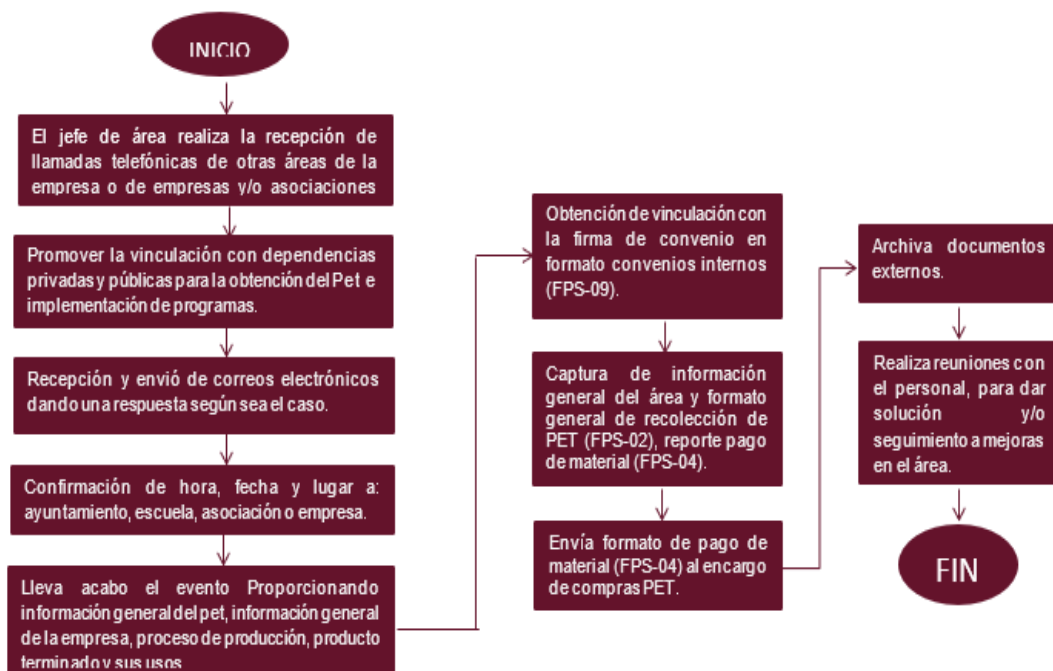 INICIO
El jefe de área realiza la recepción de
llamadas telefónicas de otras áreas de la
empresa o de empresas y/o asociaciones
Promover la vinculación con dependencias
privadas y públicas para la obtención del Pet e
implementación de programas.
Recepción y envió de correos electrónicos
dando una respuesta según sea el caso.
Confirmación de hora, fecha y lugar a:
ayuntamiento, escuela, asociación o empresa.
Lleva acabo el evento Proporcionando
información general del pet, información general
de la empresa, proceso de producción, producto
terminado y sus usos
Obtención de vinculación con
la firma de convenio en
formato convenios internos
(FPS-09).
Captura de información
general del área y formato
general de recolección de
PET (FPS-02), reporte pago
de material (FPS-04).
Envía formato de pago de
material (FPS-04) al encargo
de compras PET.
Archiva documentos
externos.
Realiza reuniones con
el personal, para dar
solución y/o
seguimiento a mejoras
en el área.
FIN